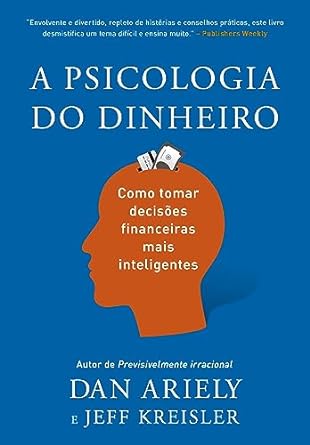 "Envolvente e divertido, repleto de histórias e conselhos práticas, este livro
desmistifica um tema difícil e ensina muito." – Publishers Weekly
A PSICOLOGIA
DO DINHEIRO
Como tomar
decisões
financeiras
mais
inteligentes
Autor de Previsivelmente irracional
DAN ARIELY
E JEFF KREISLER